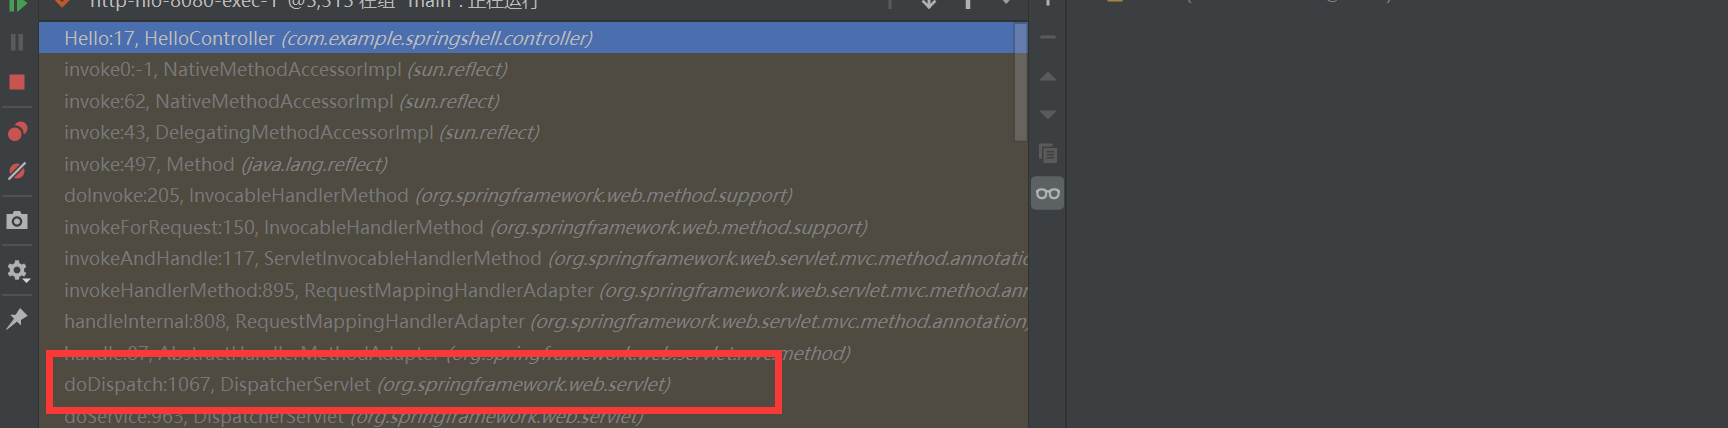 "http-nio-8080-exec-1"@5,315 在组 "main": 正在运行
Hello:17, HelloController (com.example.springshell.controller)
invoke0:-1, NativeMethodAccessorImpl (sun.reflect)
invoke:62, NativeMethodAccessorImpl (sun.reflect)
invoke:43, DelegatingMethodAccessorImpl (sun.reflect)
invoke:497, Method (java.lang.reflect)
doInvoke:205, InvocableHandlerMethod (org.springframework.web.method.support)
invokeForRequest:150, InvocableHandlerMethod (org.springframework.web.method.support)
invokeAndHandle:117, ServletInvocableHandlerMethod (org.springframework.web.servlet.mvc.method.annotatio
invokeHandlerMethod:895, RequestMappingHandlerAdapter (org.springframework.web.servlet.mvc.method.ann
handleInternal:808, RequestMappingHandlerAdapter (org.springframework.web.servlet.mvc.method.annotation)
handle:87, AbstractHandlerMethodAdapter (org.springframework.web.servlet.mvc.method)
doDispatch:1067, DispatcherServlet (org.springframework.web.servlet)
doService:963, DispatcherServlet (org.springframework.web.servlet)